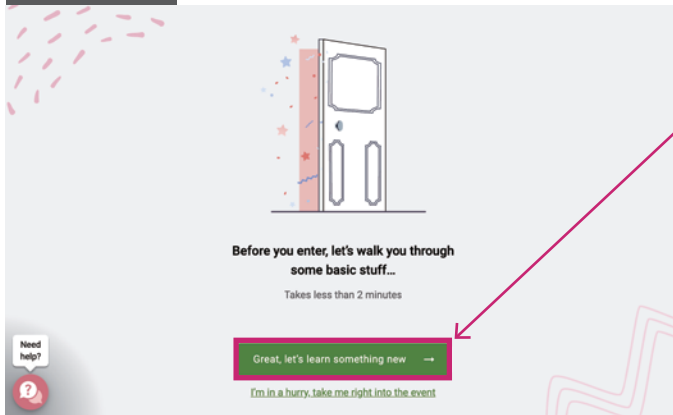 Before you enter, let's walk you through
some basic stuff...
Takes less than 2 minutes
Great, let's learn something new →
I'm in a hurry, take me right into the event
Need
help?
?